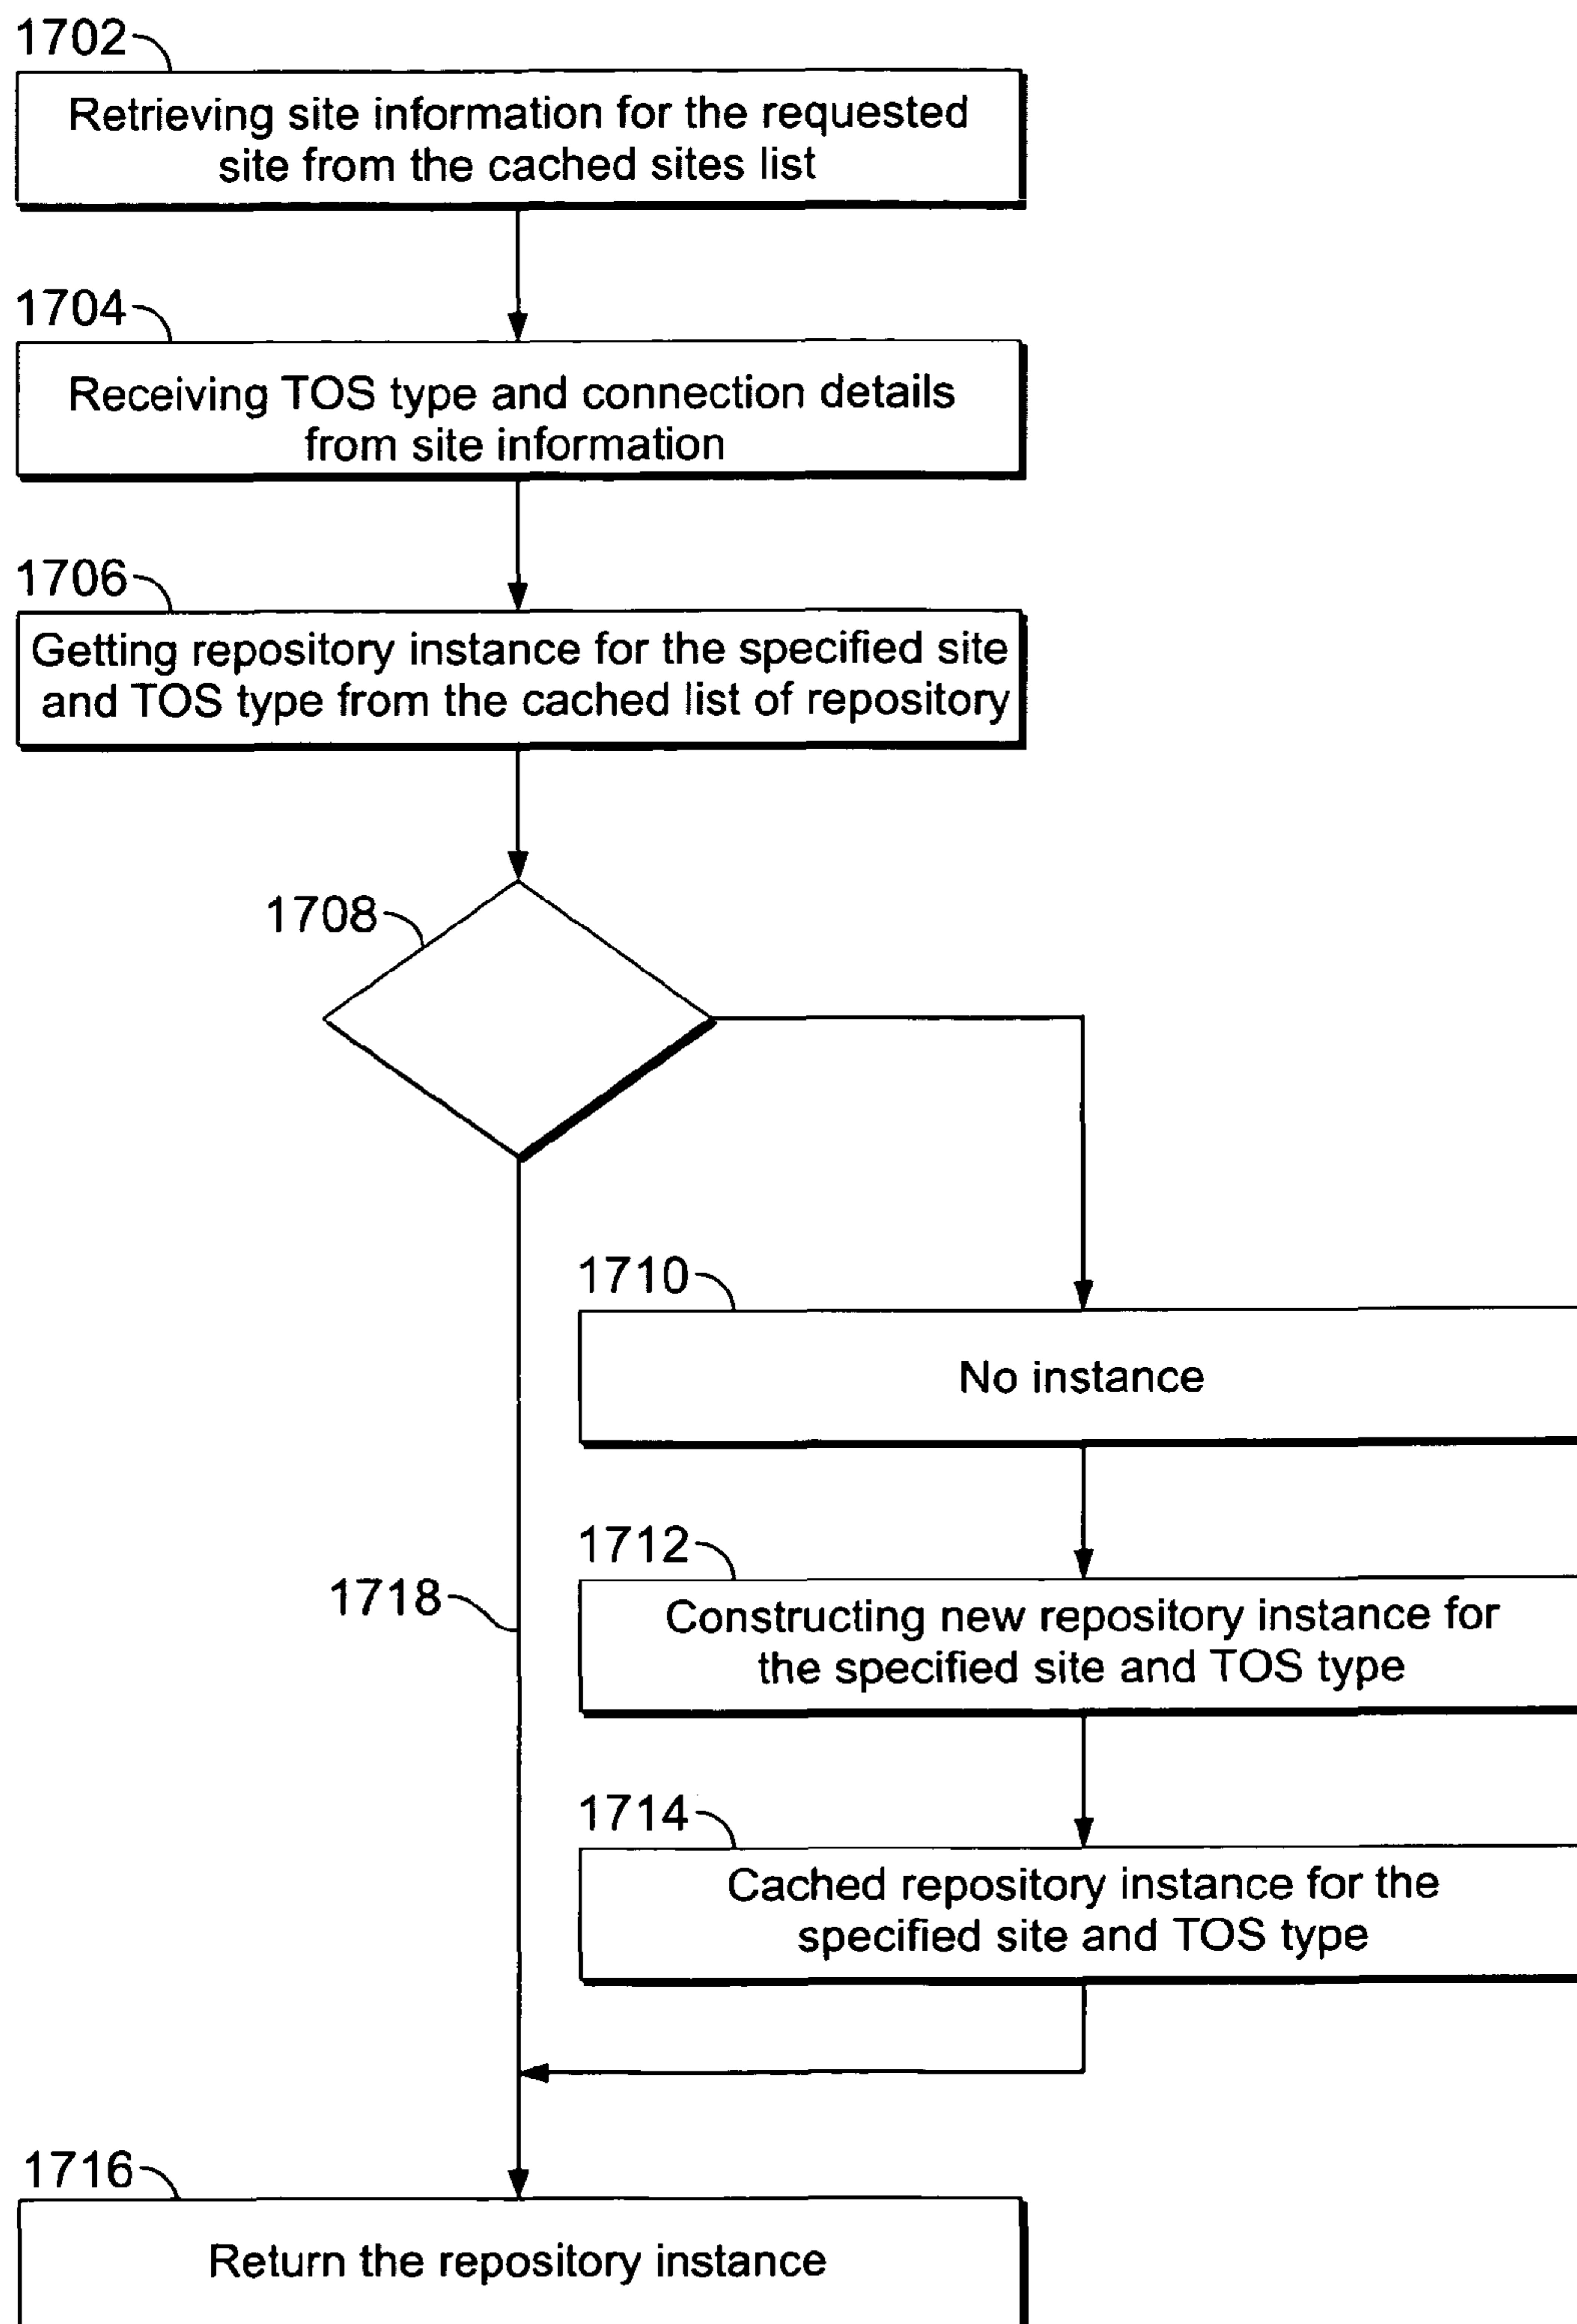 1702
Retrieving site information for the requested
site from the cached sites list
1704
Receiving TOS type and connection details
from site information
1706
Getting repository instance for the specified site
and TOS type from the cached list of repository
1708
1710
No instance
1712
1718
Constructing new repository instance for
the specified site and TOS type
1714
Cached repository instance for the
specified site and TOS type
1716
Return the repository instance